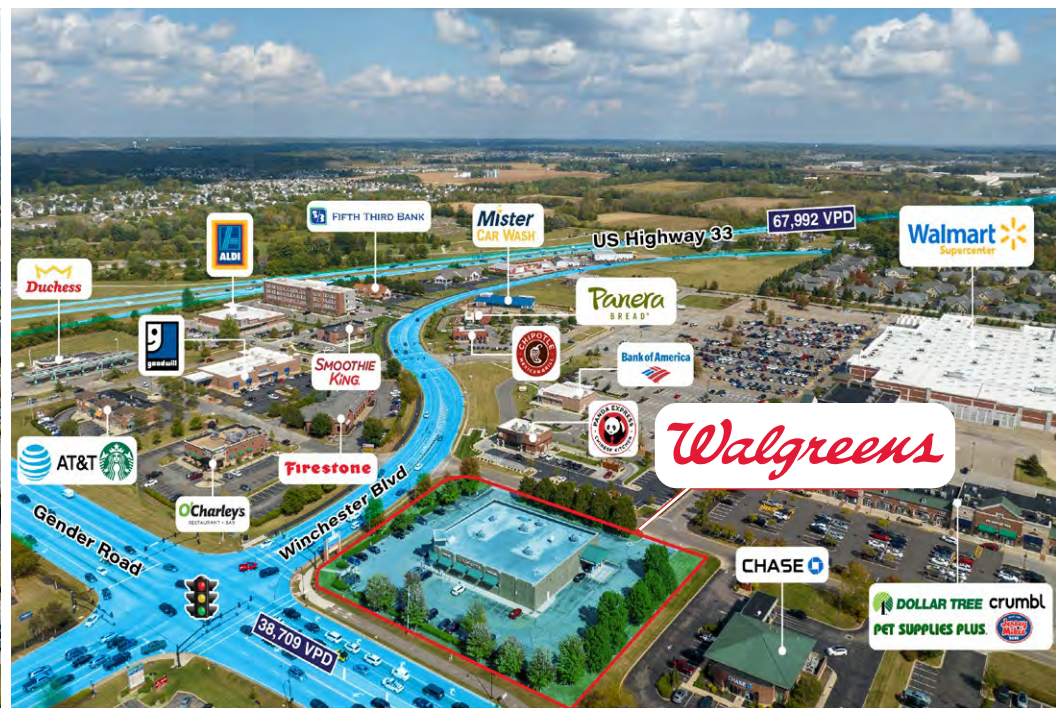 FIFTH THIRD BANK
ALDI
Mister
CAR WASH
US Highway 33
67,992 VPD
Walmart
Supercenter
Duchess
Panera
BREAD
goodwill
SMOOTHIE
KING
CHIPOTLE
MEXICAN GRILL
Bank of America
PANDA EXPRESS
CHINESE KITCHEN
Walgreens
AT&T
Firestone
O'Charleys
RESTAURANT + BAR
Gender Road
Winchester Blvd
38,709 VPD
CHASE
DOLLAR TREE
crumbl
PET SUPPLIES PLUS.
Jersey
Mike's
SUBS
CHASE